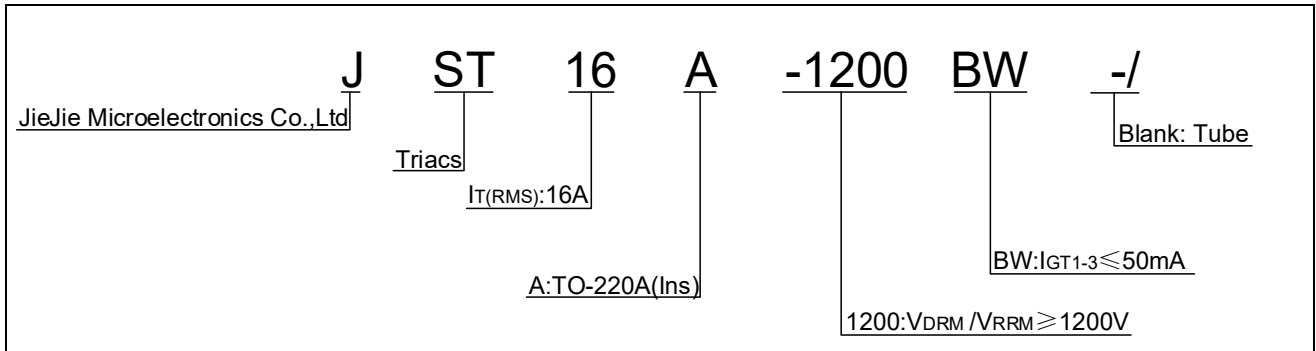 J ST 16 A -1200 BW -/
JieJie Microelectronics Co.,Ltd
Blank: Tube
Triacs
IT(RMS):16A
BW:IGT1-3≤50mA
A:TO-220A(Ins)
1200:VDRM /VRRM≥1200V